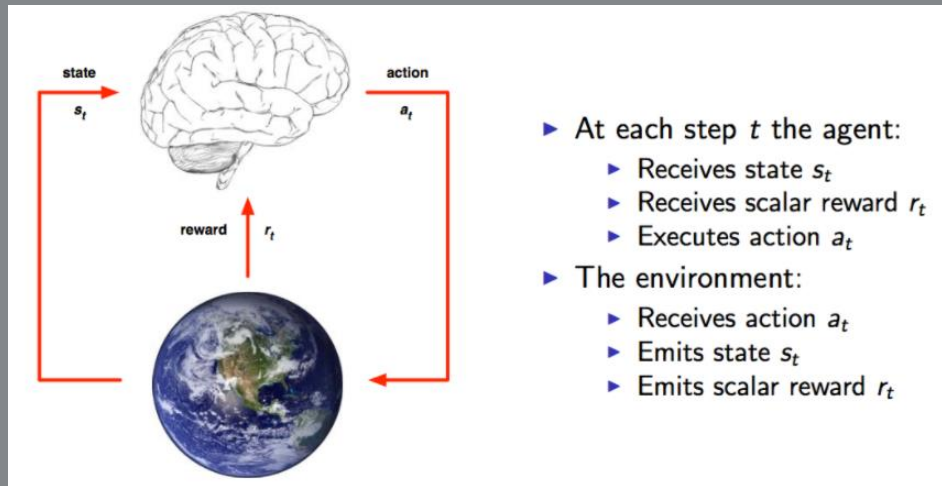 state
s_t
action
a_t
reward r_t
▶ At each step t the agent:
▶ Receives state s_t
▶ Receives scalar reward r_t
▶ Executes action a_t
▶ The environment:
▶ Receives action a_t
▶ Emits state s_t
▶ Emits scalar reward r_t